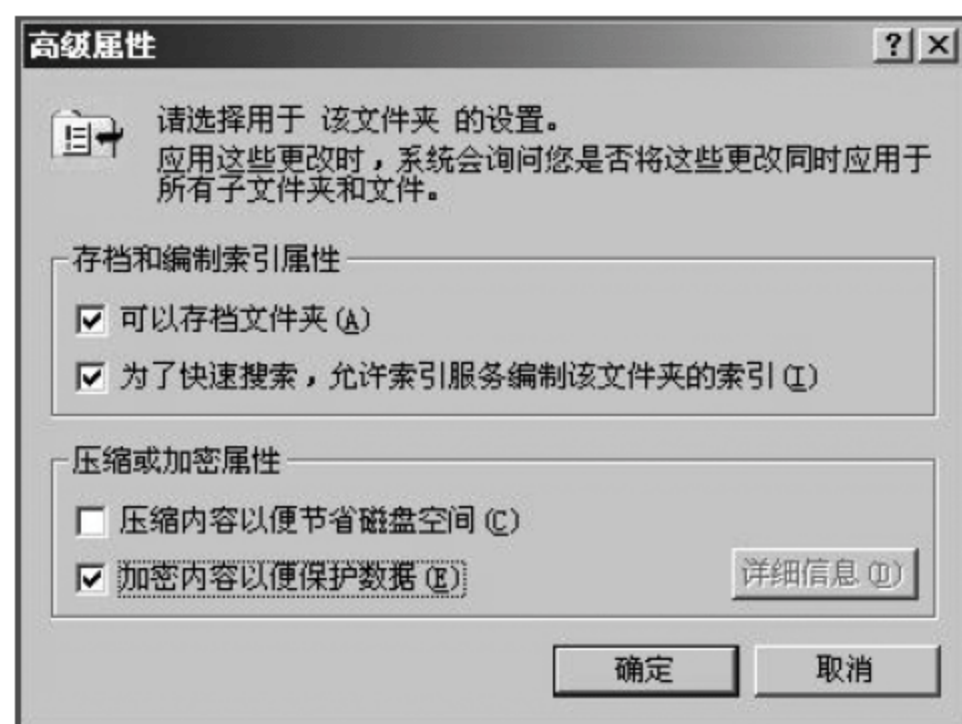 高级属性
请选择用于 该文件夹 的设置。
应用这些更改时，系统会询问您是否将这些更改同时应用于
所有子文件夹和文件。
存档和编制索引属性
可以存档文件夹(A)
为了快速搜索，允许索引服务编制该文件夹的索引(I)
压缩或加密属性
压缩内容以便节省磁盘空间(C)
加密内容以便保护数据(E)
详细信息(D)
确定
取消